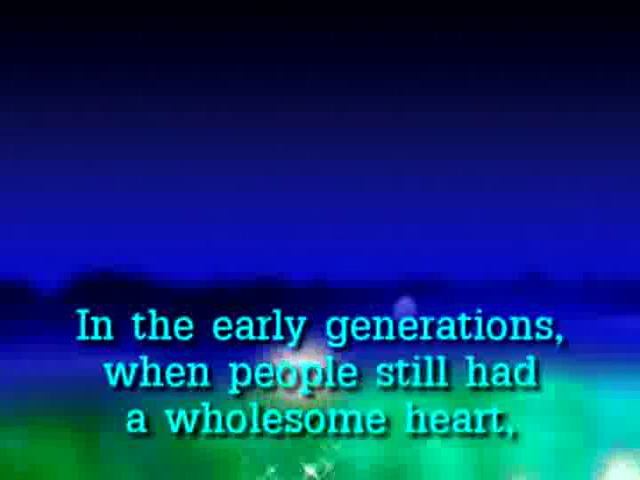 In the early generations,
when people still had
a wholesome heart,